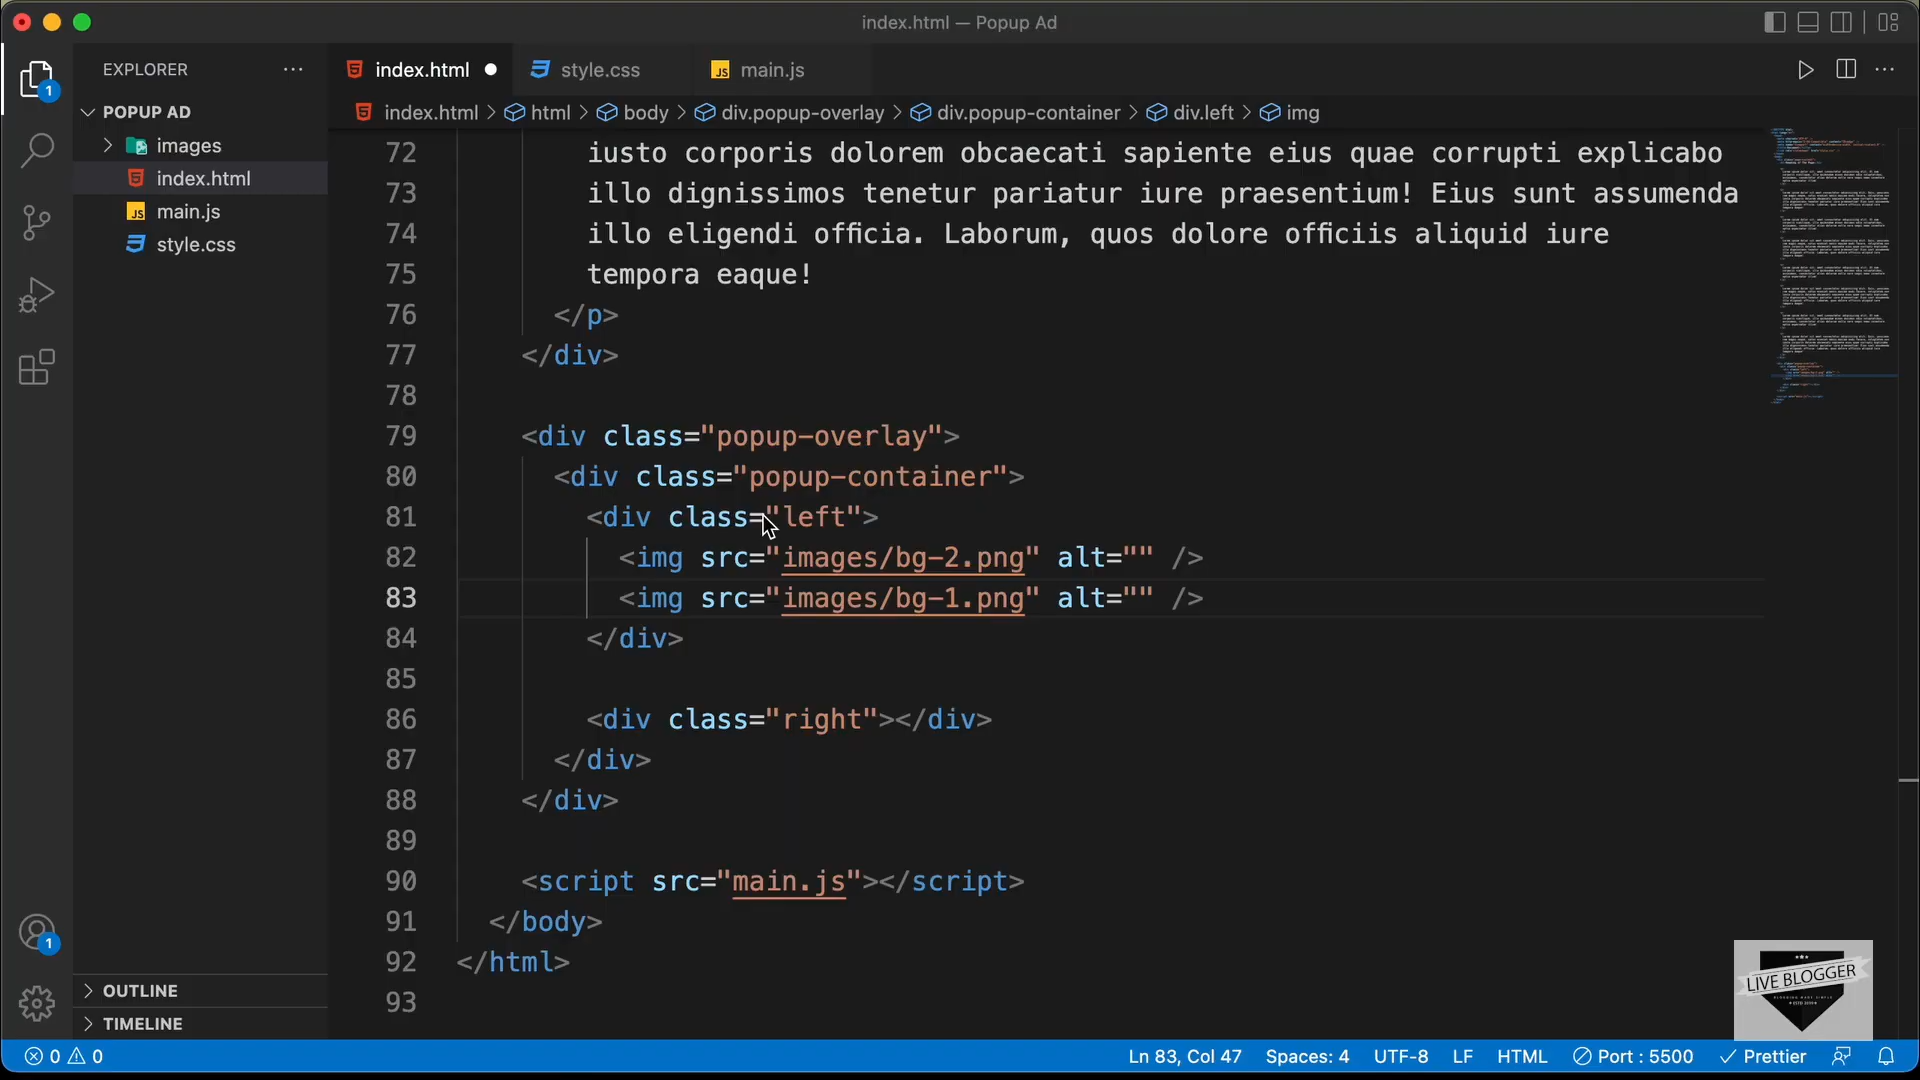 index.html — Popup Ad
EXPLORER
index.html
style.css
JS main.js
1
POPUP AD
index.html > html > body > div.popup-overlay > div.popup-container > div.left > img
images
index.html
JS main.js
style.css
72 iusto corporis dolorem obcaecati sapiente eius quae corrupti explicabo
73 illo dignissimos tenetur pariatur iure praesentium! Eius sunt assumenda
74 illo eligendi officia. Laborum, quos dolore officiis aliquid iure
75 tempora eaque!
76 </p>
77 </div>
78
79 <div class="popup-overlay">
80 <div class="popup-container">
81 <div class="left">
82 <img src="images/bg-2.png" alt="" />
83 <img src="images/bg-1.png" alt="" />
84 </div>
85
86 <div class="right"></div>
87 </div>
88 </div>
89
90 <script src="main.js"></script>
91 </body>
92 </html>
93
1
OUTLINE
TIMELINE
LIVE BLOGGER
0 0
Ln 83, Col 47 Spaces: 4 UTF-8 LF HTML Port : 5500 Prettier